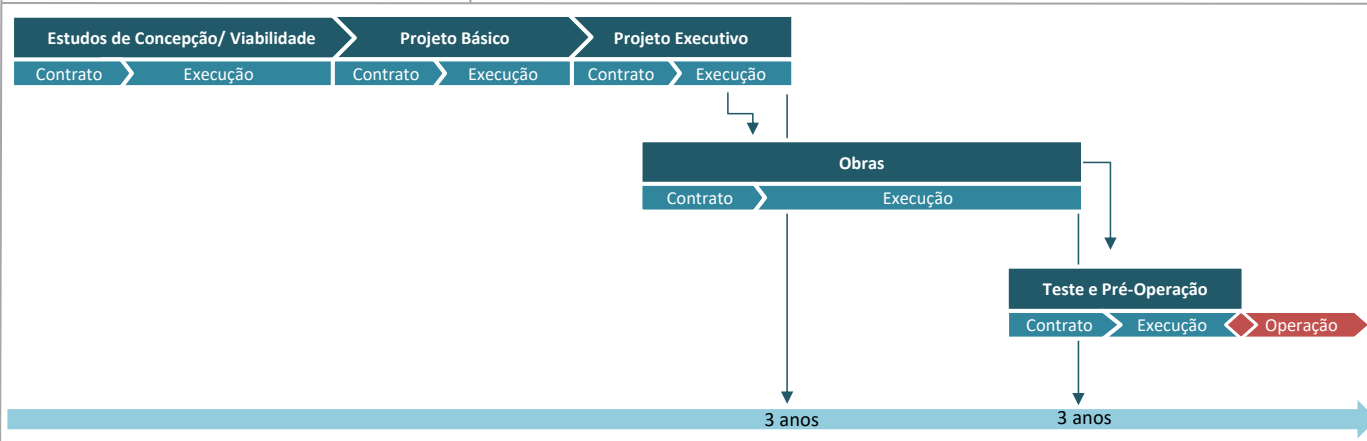 Estudos de Concepção/ Viabilidade Projeto Básico Projeto Executivo
Contrato Execução Contrato Execução Contrato Execução
Obras
Contrato Execução
Teste e Pré-Operação
Contrato Execução Operação
3 anos 3 anos